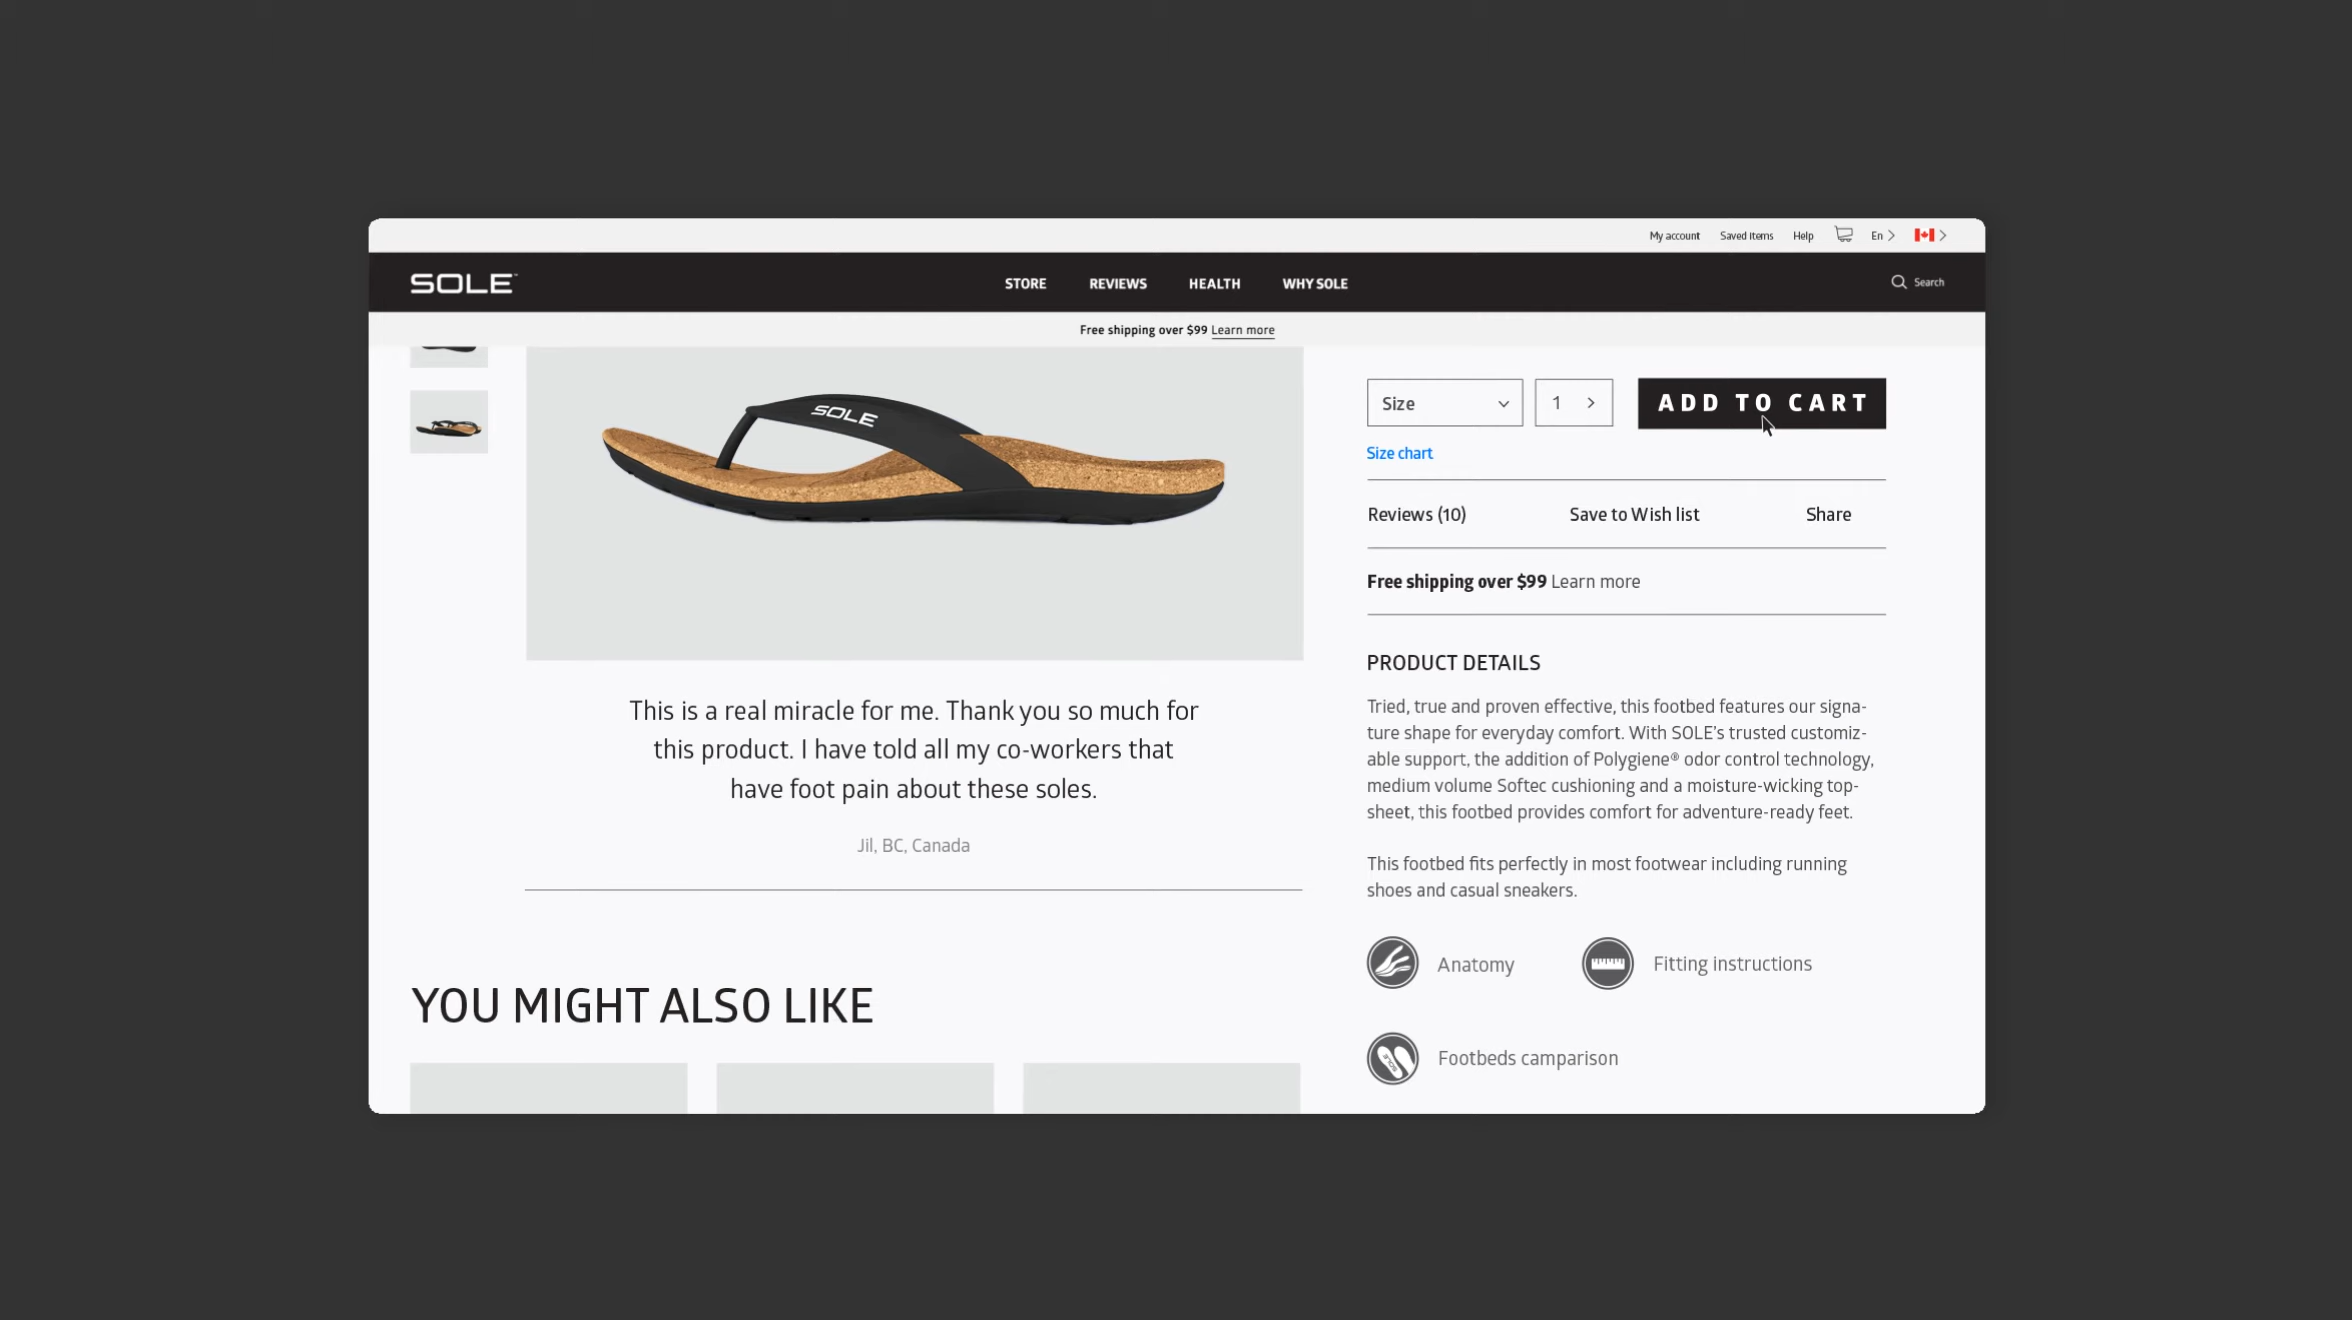 My account Saved items Help En
SOLE™ STORE REVIEWS HEALTH WHY SOLE Search
Free shipping over $99 Learn more
SOLE
Size 1 ADD TO CART
Size chart
Reviews (10) Save to Wish list Share
Free shipping over $99 Learn more
This is a real miracle for me. Thank you so much for
this product. I have told all my co-workers that
have foot pain about these soles.
Jil, BC, Canada
YOU MIGHT ALSO LIKE
PRODUCT DETAILS
Tried, true and proven effective, this footbed features our signa-
ture shape for everyday comfort. With SOLE's trusted customiz-
able support, the addition of Polygiene® odor control technology,
medium volume Softec cushioning and a moisture-wicking top-
sheet, this footbed provides comfort for adventure-ready feet.
This footbed fits perfectly in most footwear including running
shoes and casual sneakers.
Anatomy Fitting instructions
SOLE
Footbeds camparison